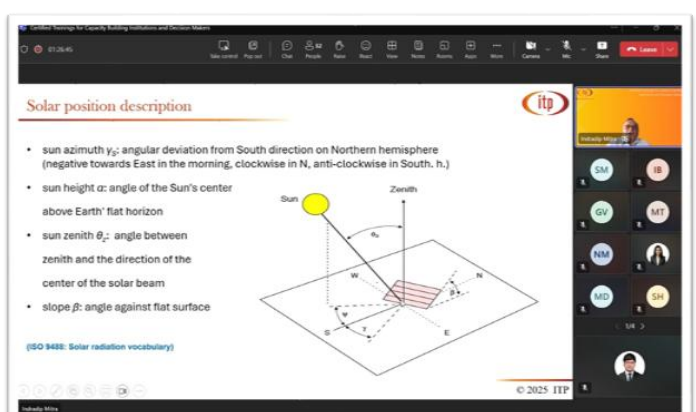 Certified Trainings for Capacity Building Institutions and Decision Makers
01:26:45
Take control
Pop out
Chat
52
People
Raise
React
View
Notes
Rooms
Apps
More
Camera
Mic
Share
Leave
Solar position description
itp
• sun azimuth γs: angular deviation from South direction on Northern hemisphere
(negative towards East in the morning, clockwise in N, anti-clockwise in South. h.)
• sun height α: angle of the Sun's center
above Earth' flat horizon
• sun zenith θz: angle between
zenith and the direction of the
center of the solar beam
• slope β: angle against flat surface
(ISO 9488: Solar radiation vocabulary)
Sun
Zenith
W
N
β
ψ
S
γ
E
© 2025 ITP
Indradip Mitra
SM
IB
GV
MT
NM
MD
SH
1/4
Indradip Mitra